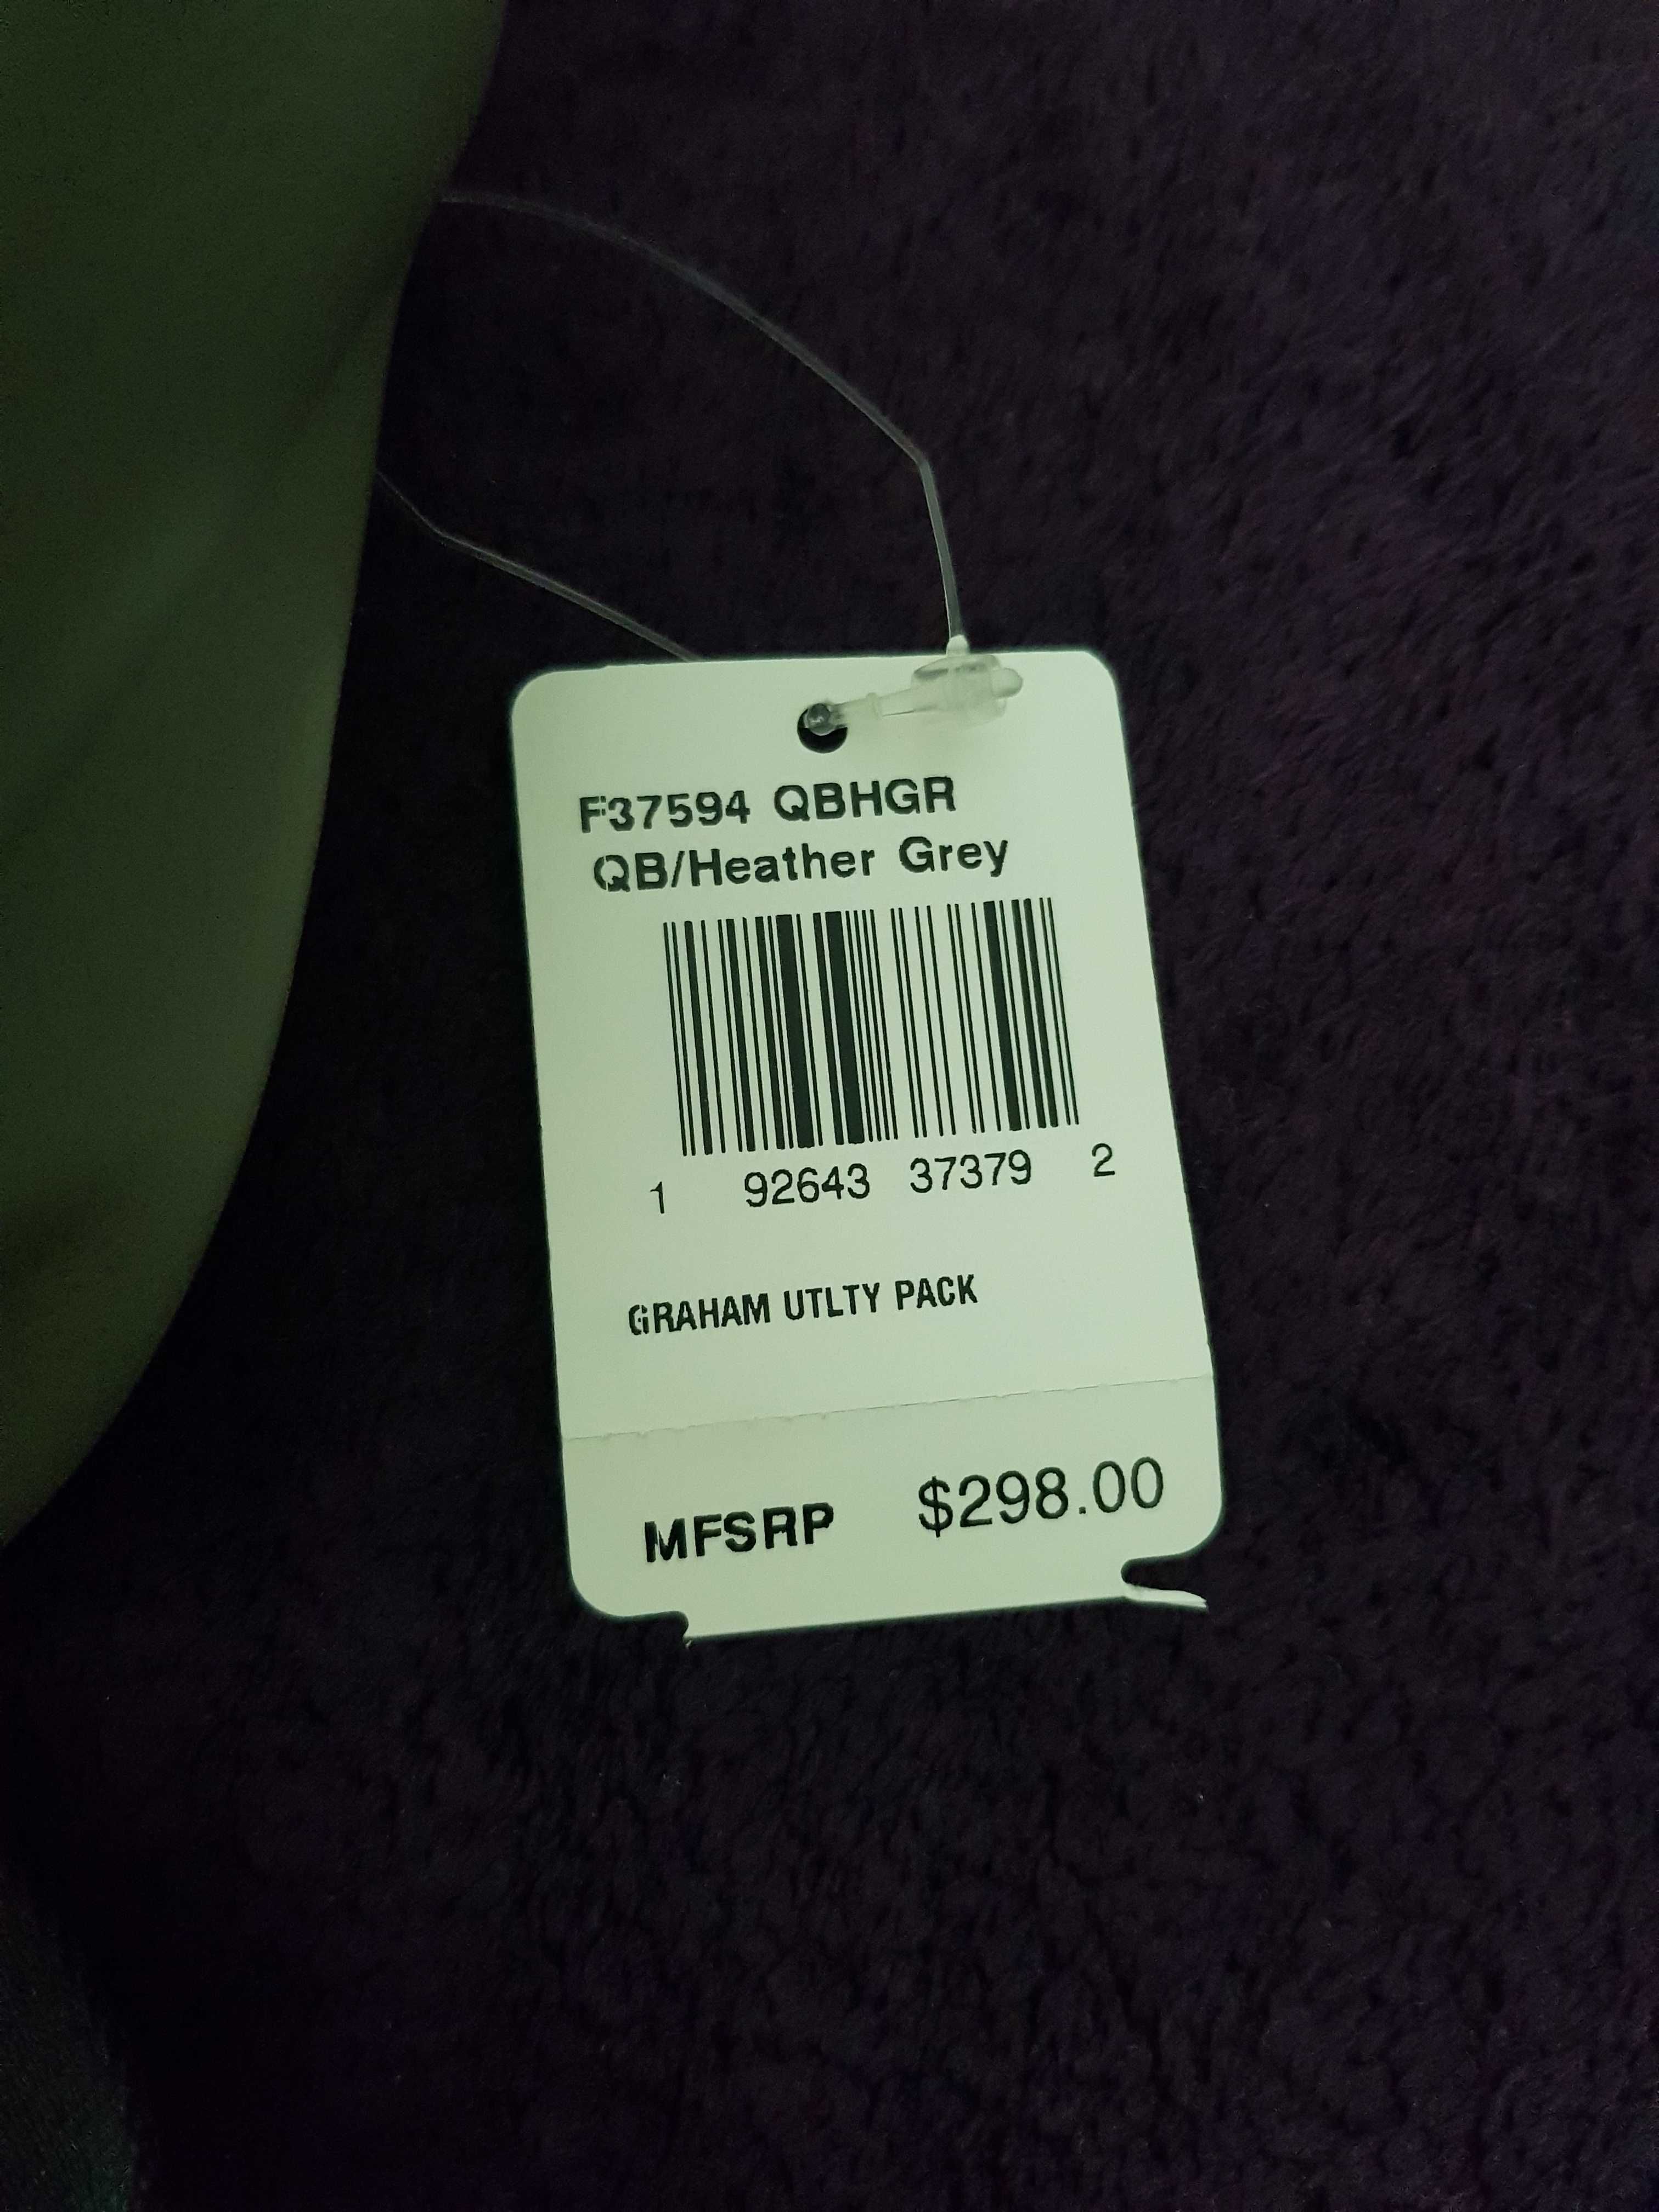 F37594 QBHGR
QB/Heather Grey
1 92643 37379 2
GRAHAM UTLTY PACK
MFSRP $298.00